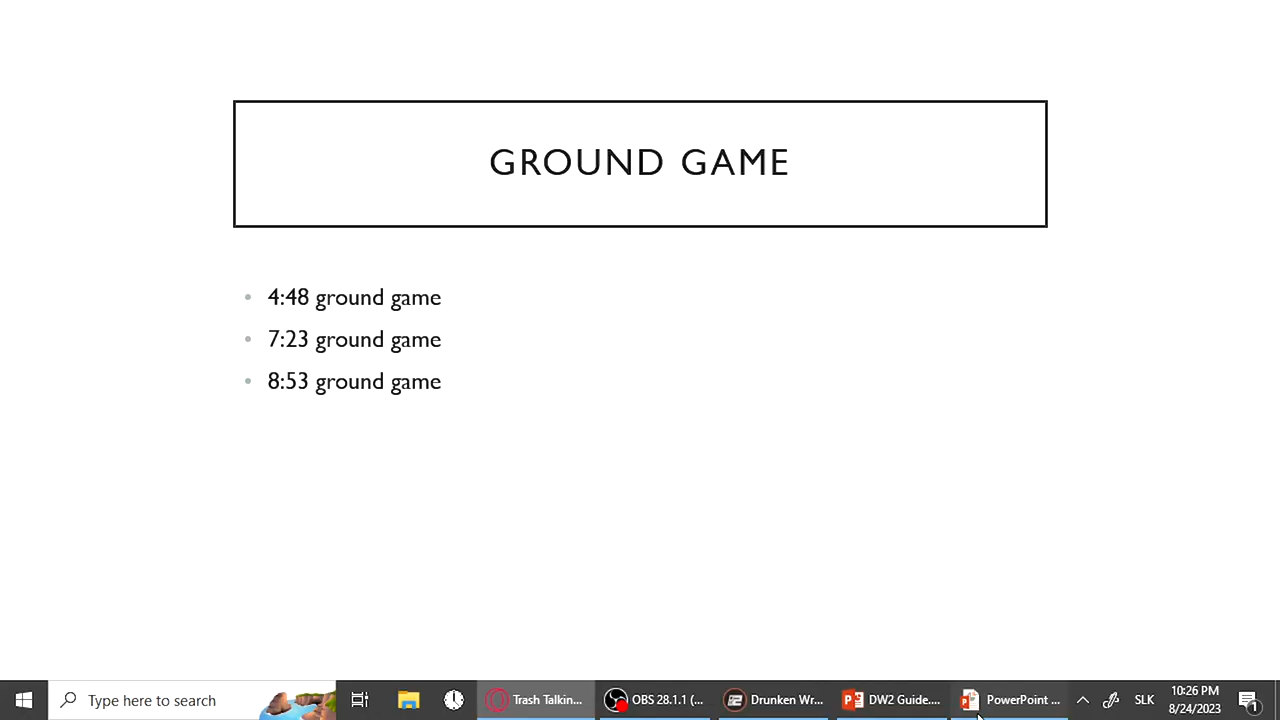 GROUND GAME
• 4:48 ground game
• 7:23 ground game
• 8:53 ground game
Type here to search
Trash Talkin...
OBS 28.1.1 (...
Drunken Wr...
DW2 Guide....
PowerPoint ...
SLK
10:26 PM
8/24/2023
1